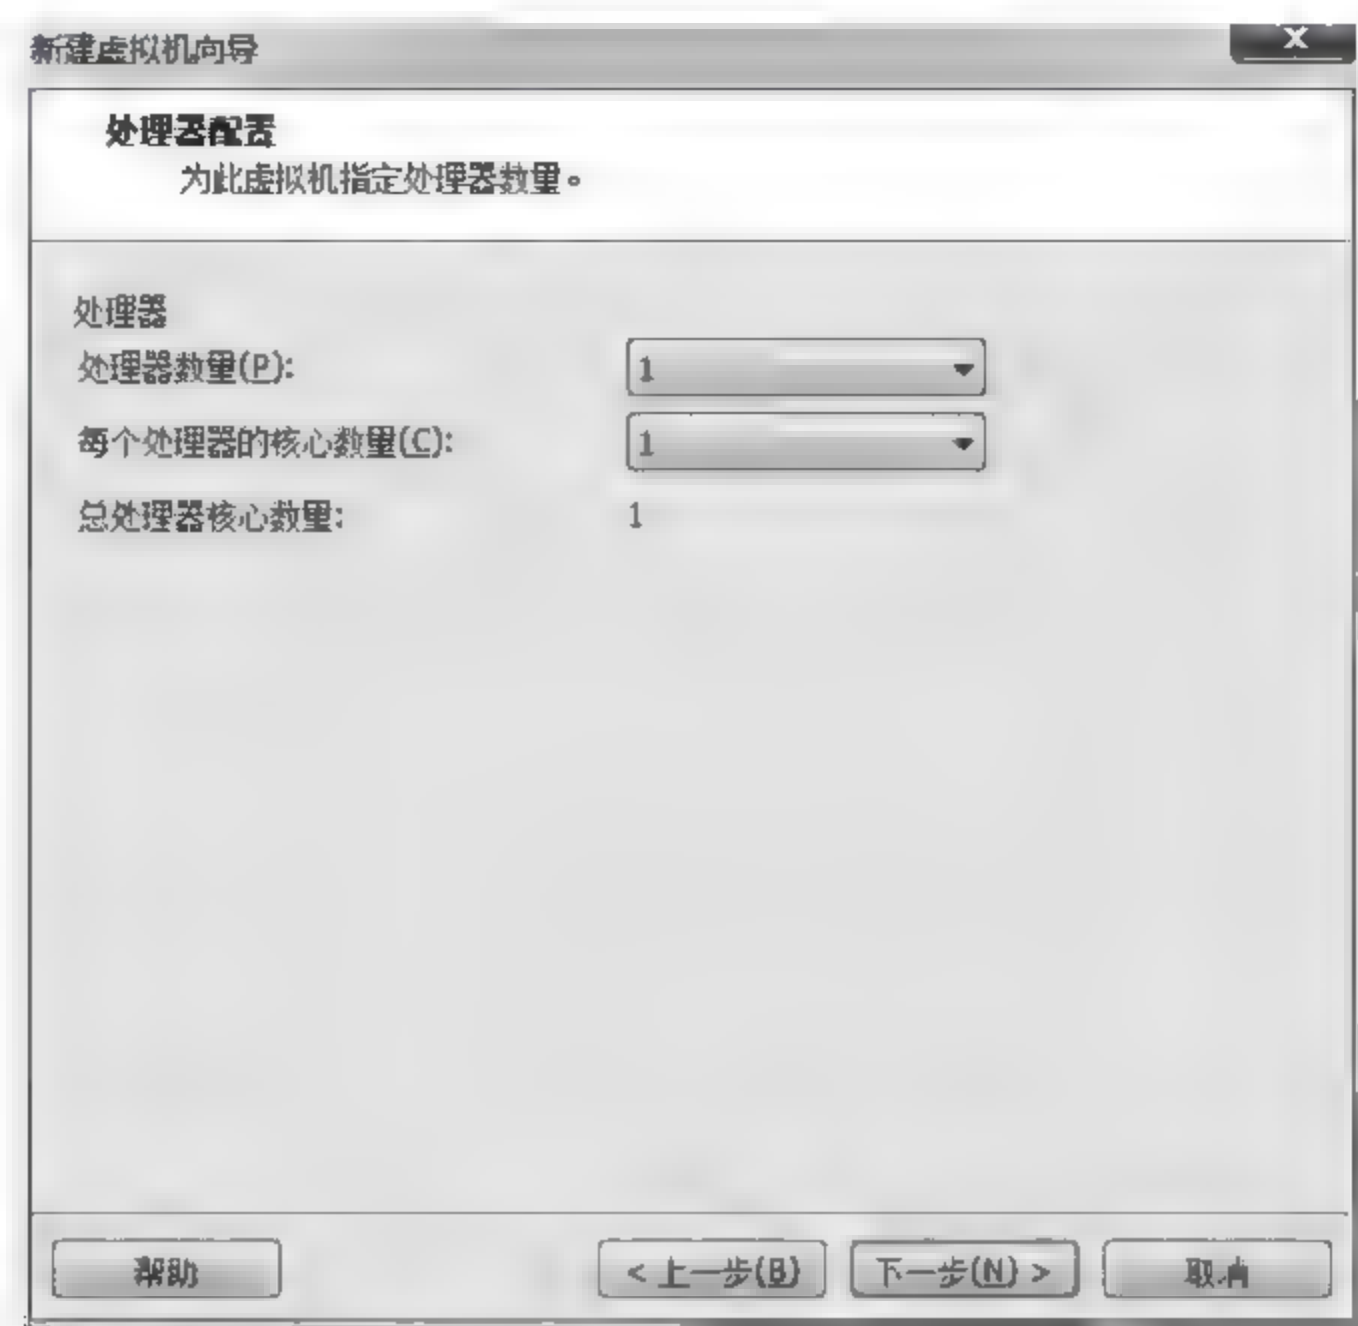 新建虚拟机向导
处理器配置
为此虚拟机指定处理器数量。
处理器
处理器数量(P): 1
每个处理器的核心数量(C): 1
总处理器核心数量: 1
帮助 < 上一步(B) 下一步(N) > 取消